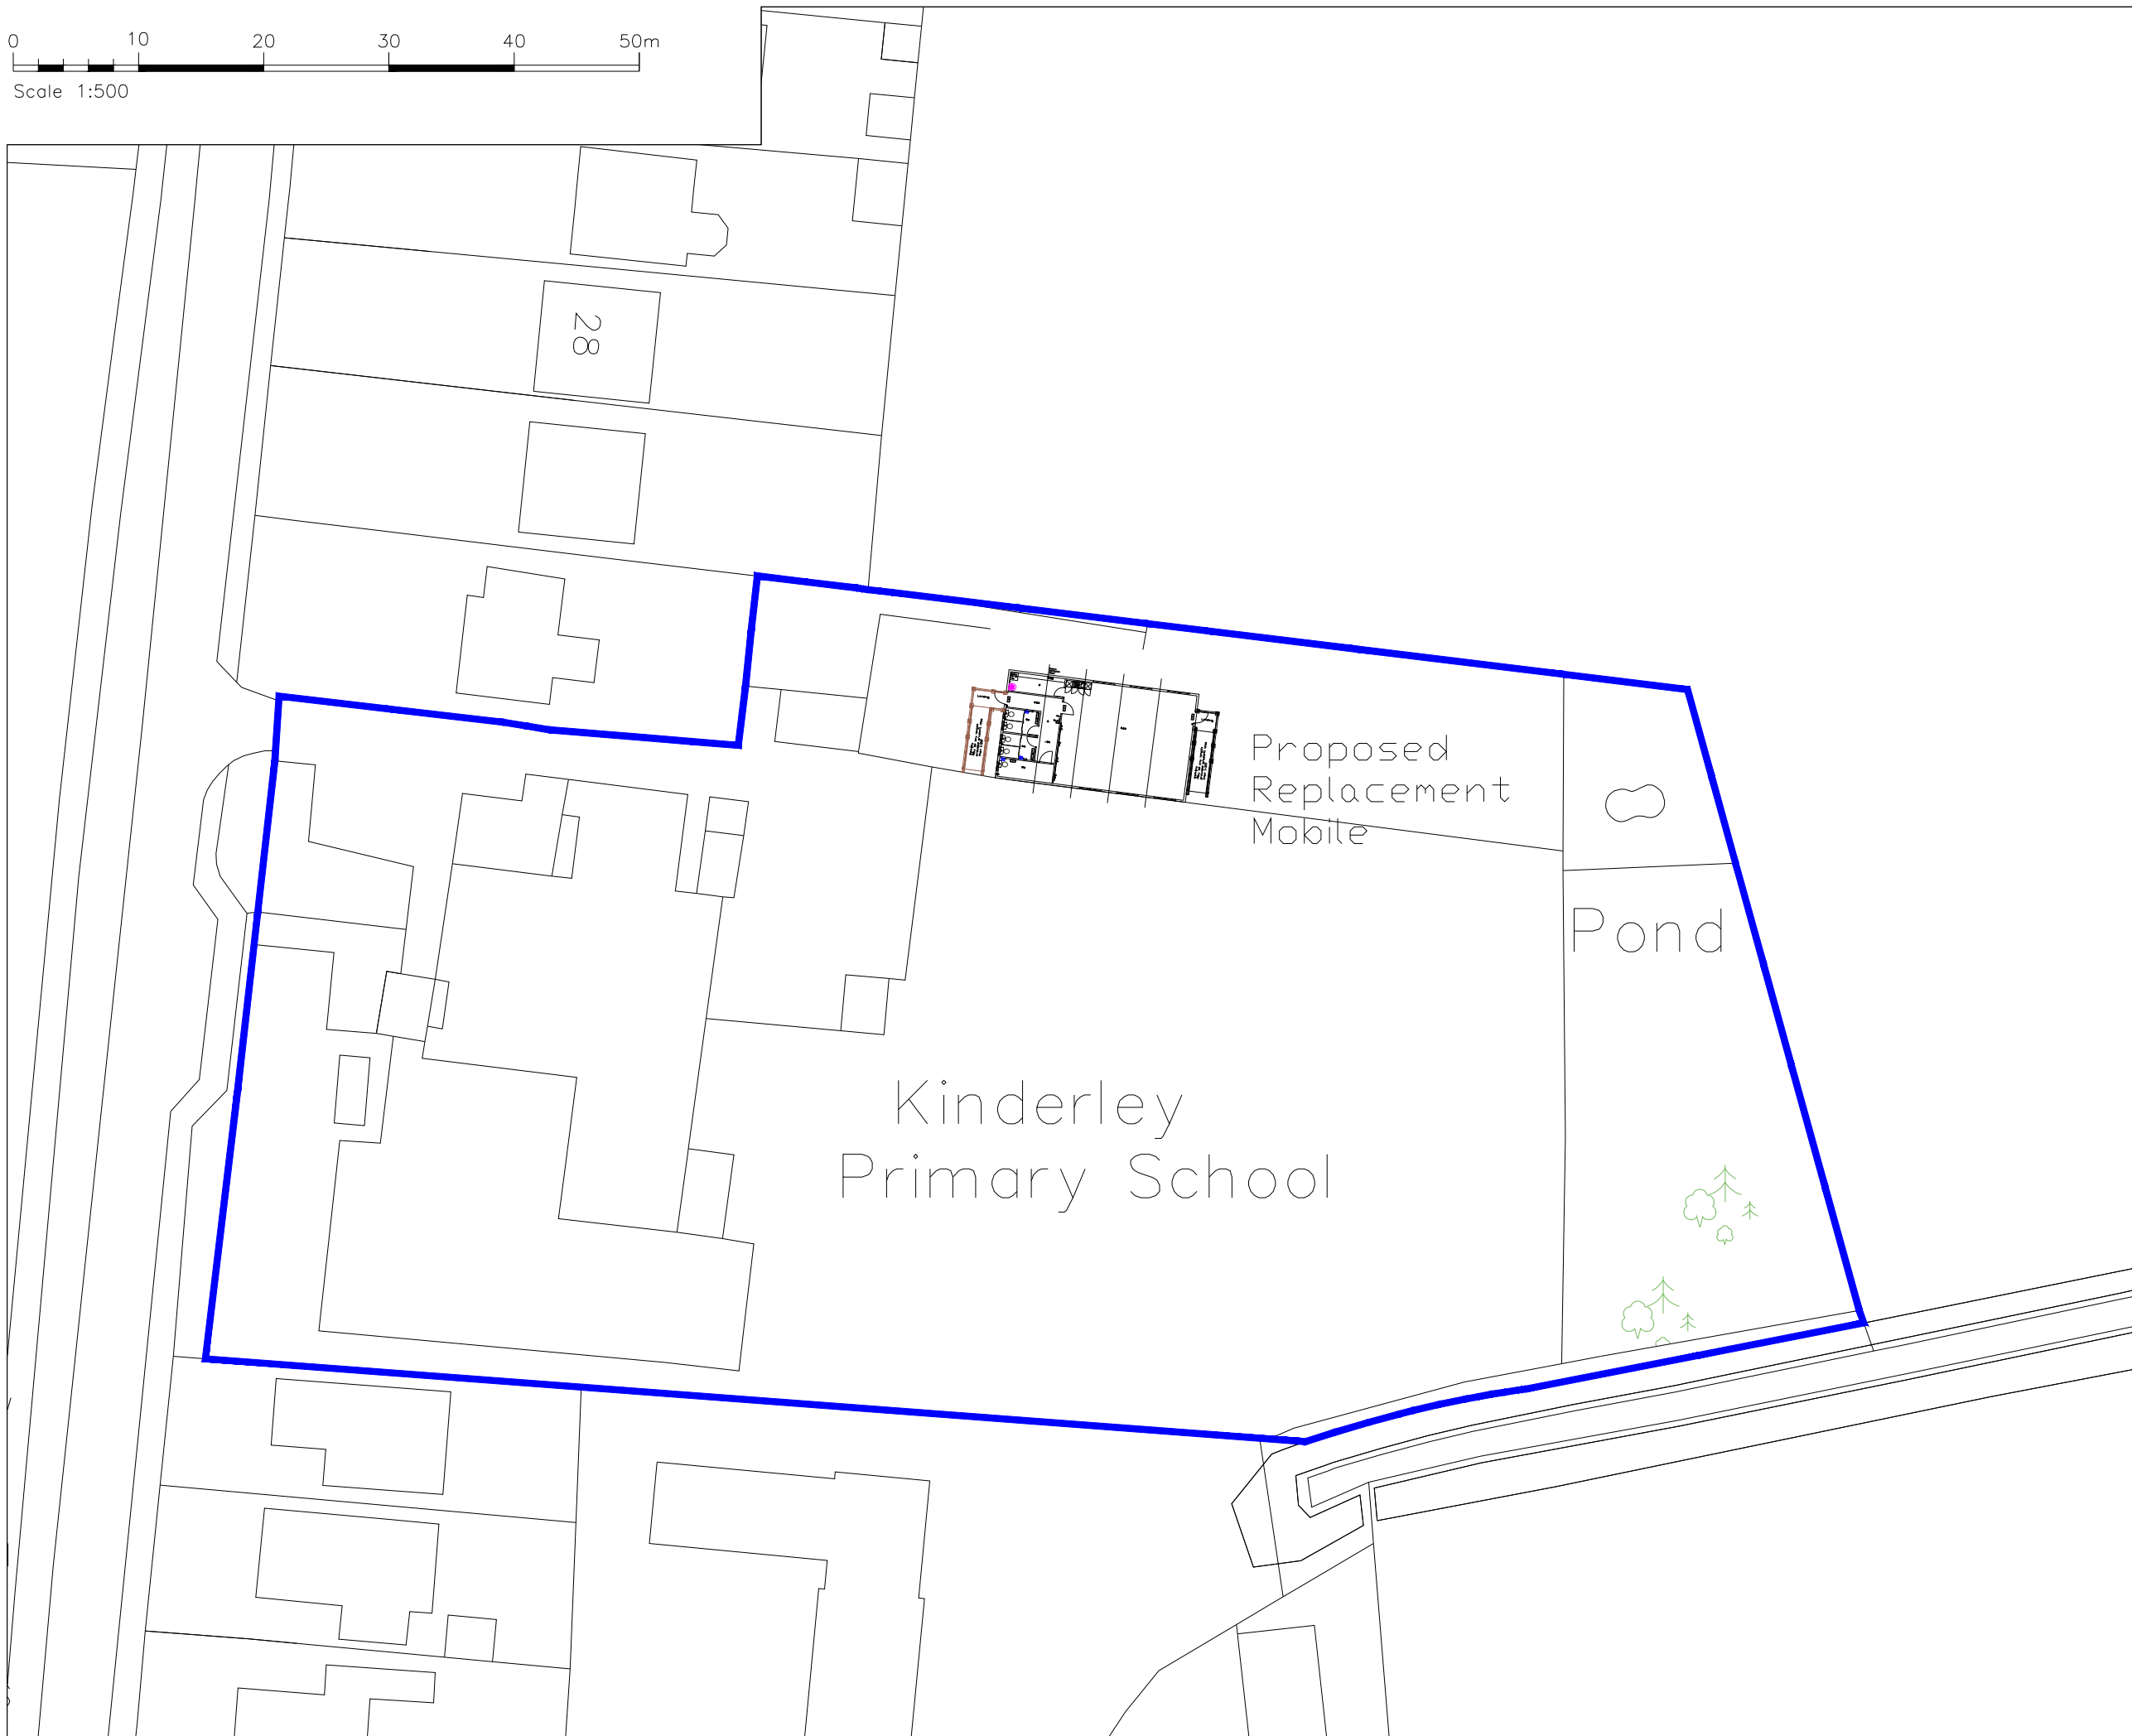 0 10 20 30 40 50m
Scale 1:500
28
Proposed
Replacement
Mobile
Pond
Kinderley
Primary School